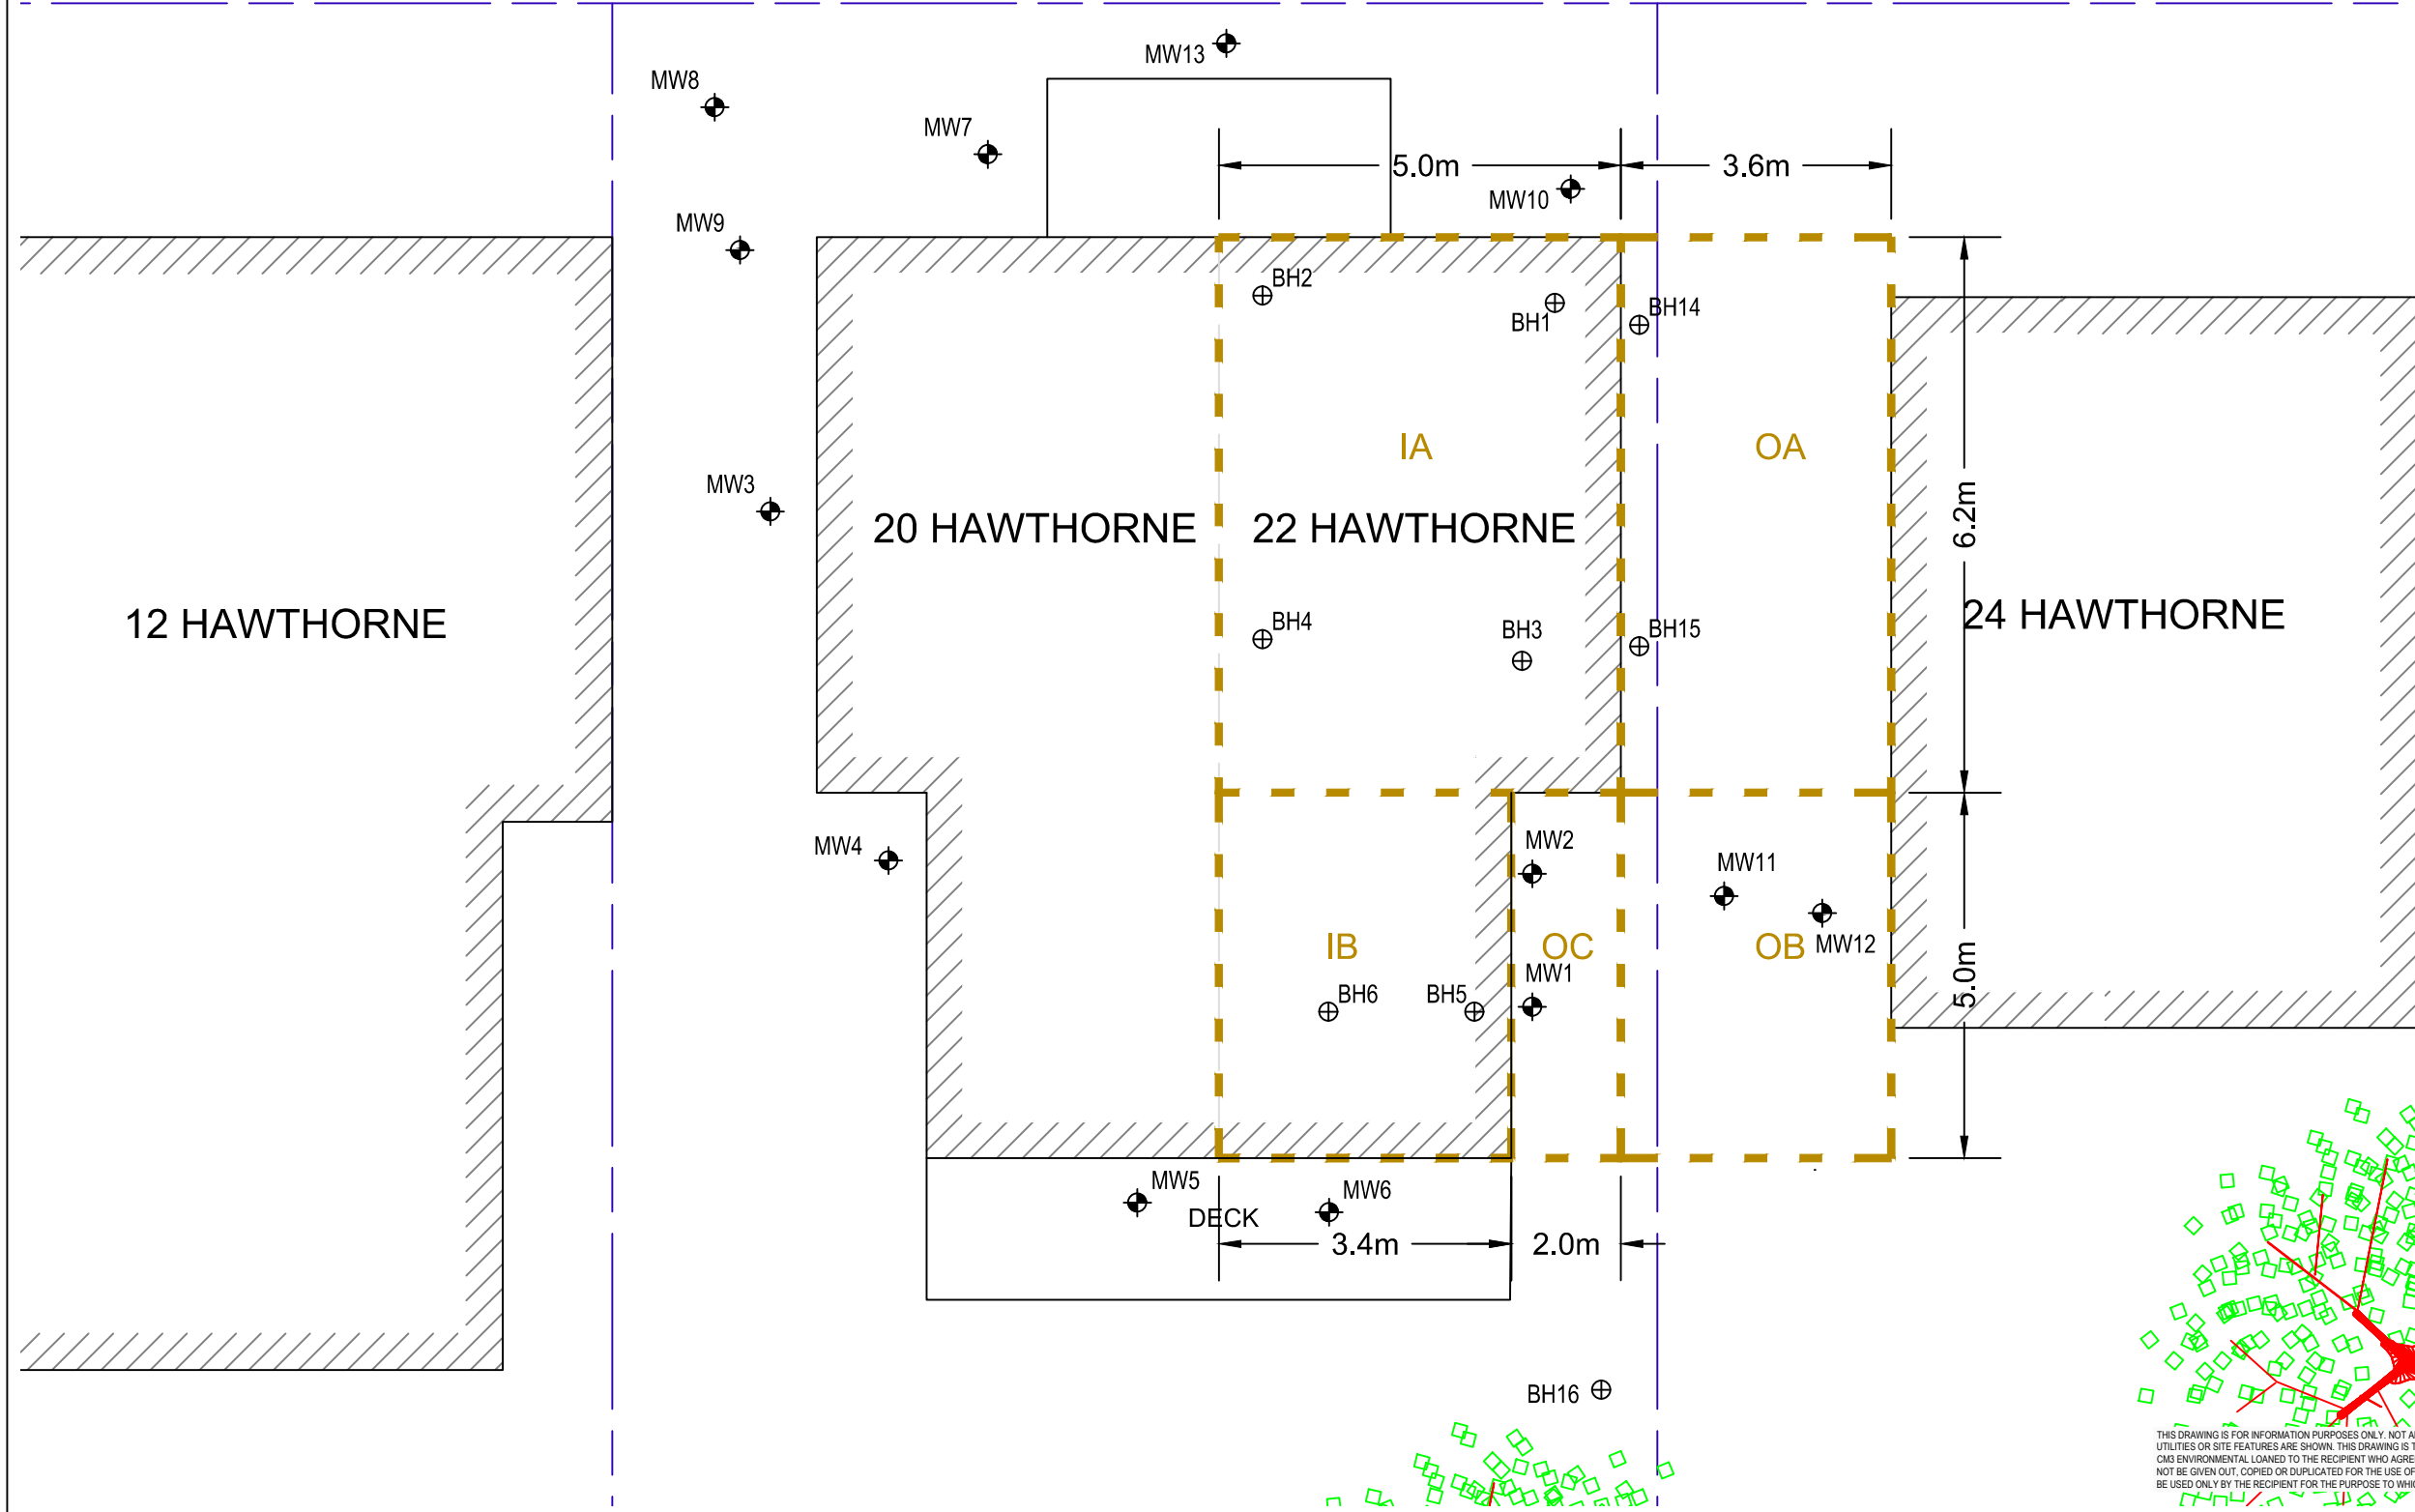 MW13
MW8
MW7
5.0m
3.6m
MW10
MW9
BH2
BH1
BH14
IA
OA
MW3
6.2m
20 HAWTHORNE
22 HAWTHORNE
12 HAWTHORNE
24 HAWTHORNE
BH4
BH3
BH15
MW4
MW2
MW11
IB
OC
OB
MW12
5.0m
MW1
BH6
BH5
MW5
MW6
DECK
3.4m
2.0m
BH16
THIS DRAWING IS FOR INFORMATION PURPOSES ONLY. NOT
UTILITIES OR SITE FEATURES ARE SHOWN. THIS DRAWING IS
CM3 ENVIRONMENTAL LOANED TO THE RECIPIENT WHO
NOT BE GIVEN OUT, COPIED OR DUPLICATED FOR THE USE OF
BE USED ONLY BY THE RECIPIENT FOR THE PURPOSE TO